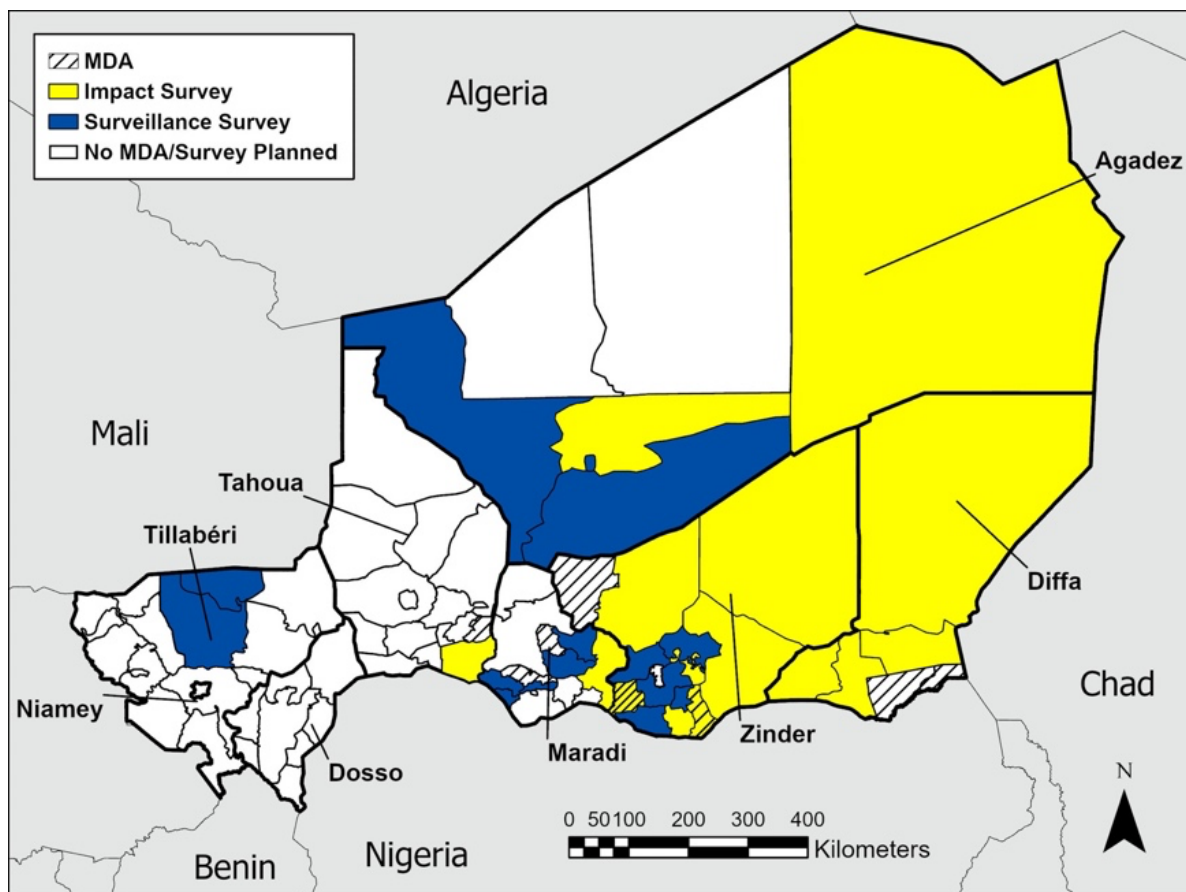 MDA
Impact Survey
Surveillance Survey
No MDA/Survey Planned
Algeria
Agadez
Mali
Tahoua
Tillabéri
Diffa
Niamey
Chad
Zinder
Maradi
Dosso
N
0 50 100 200 300 400
Kilometers
Benin
Nigeria